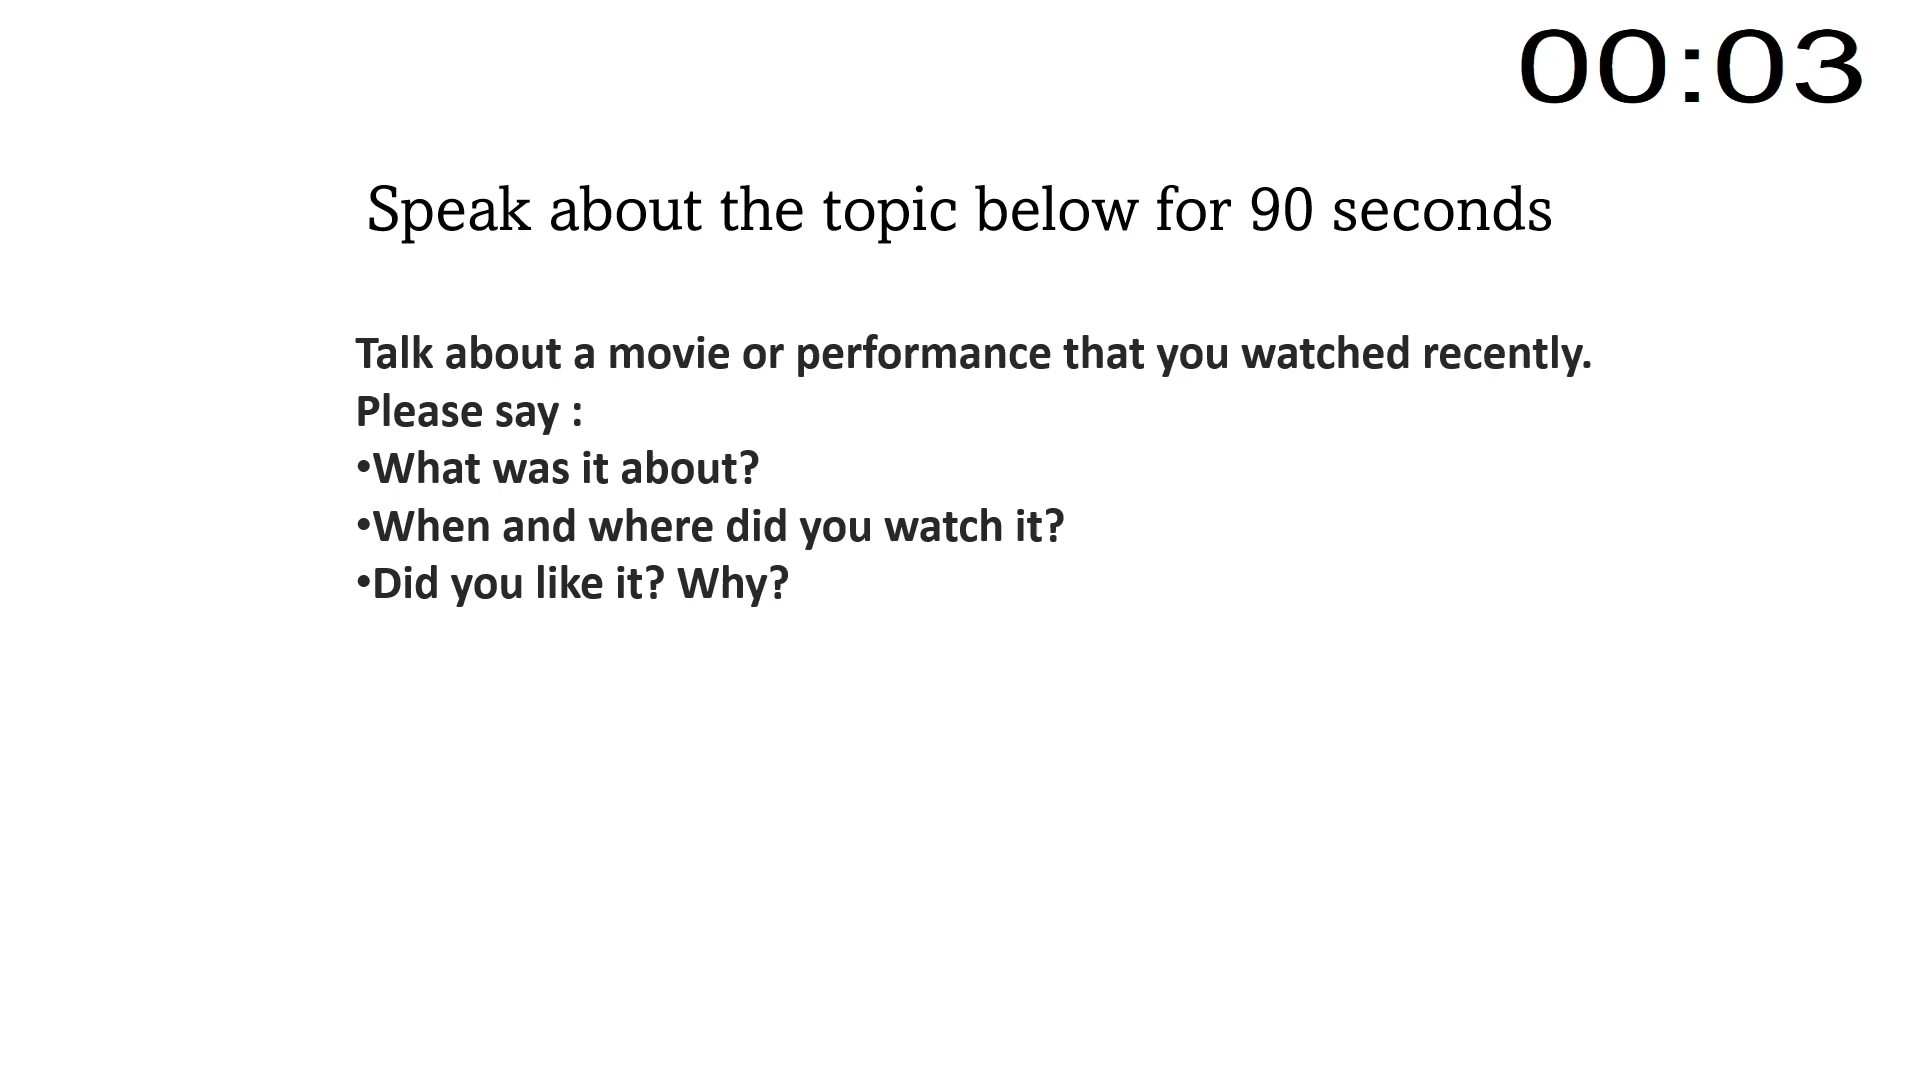 00:03
Speak about the topic below for 90 seconds
Talk about a movie or performance that you watched recently.
Please say :
•What was it about?
•When and where did you watch it?
•Did you like it? Why?